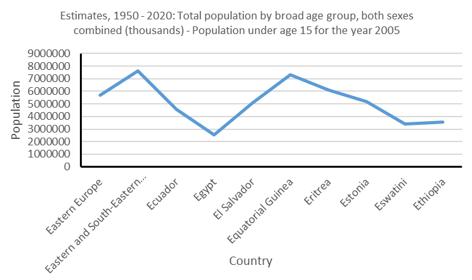 Estimates, 1950 - 2020: Total population by broad age group, both sexes
combined (thousands) - Population under age 15 for the year 2005
9000000
8000000
7000000
6000000
5000000
4000000
3000000
2000000
1000000
0
Population
Eastern Europe
Eastern and South-Eastern...
Ecuador
Egypt
El Salvador
Equatorial Guinea
Eritrea
Estonia
Eswatini
Ethiopia
Country